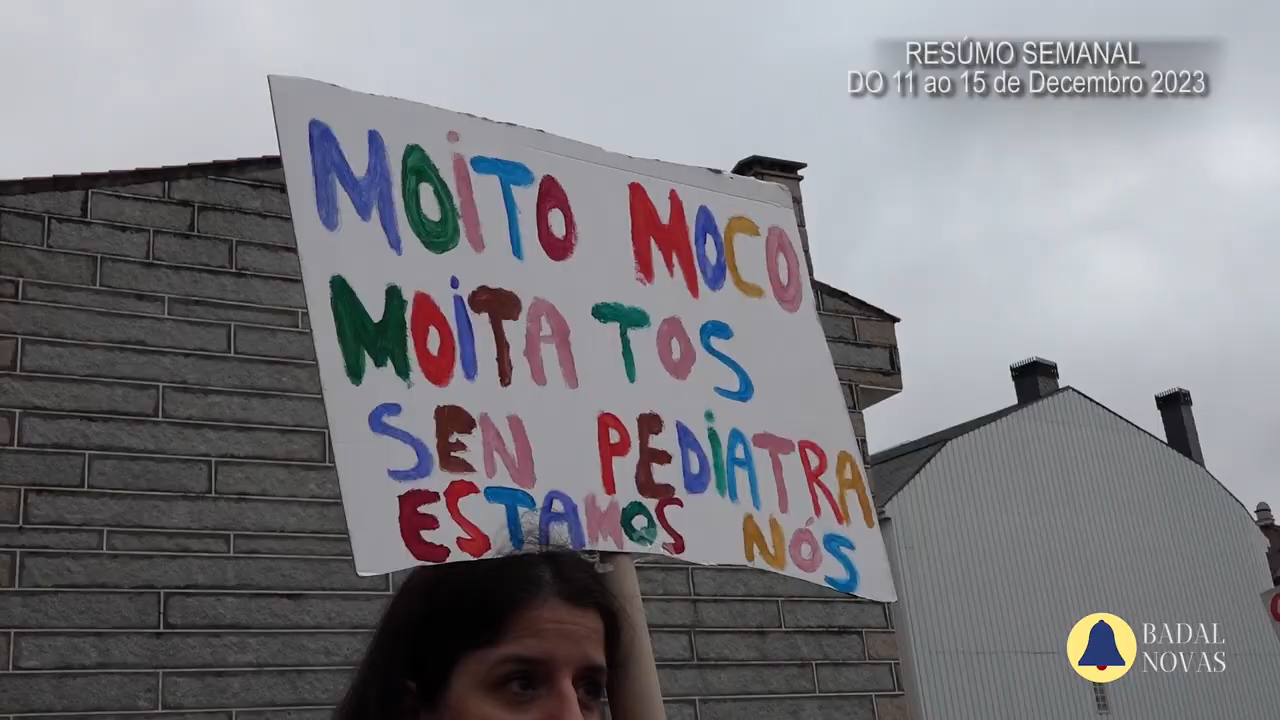 RESÚMO SEMANAL
DO 11 ao 15 de Decembro 2023
MOITO MOCO
MOITA TOS
SEN PEDIATRA
ESTAMOS NÓS
BADAL
NOVAS